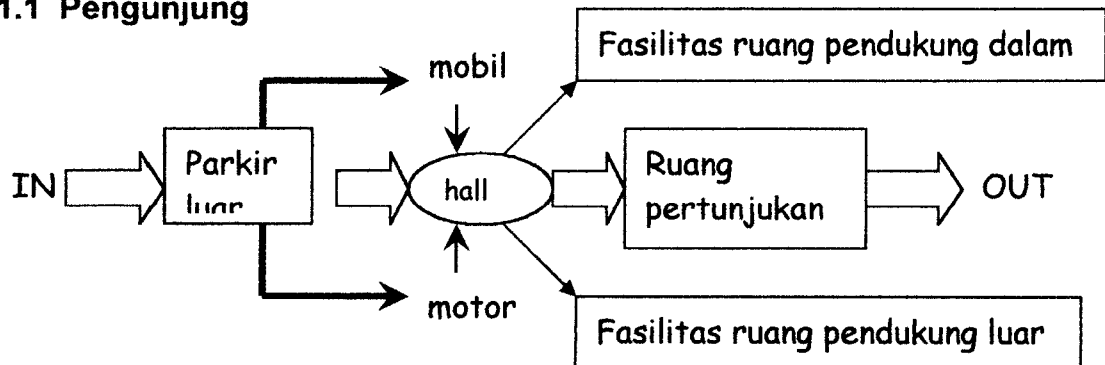 1.1 Pengunjung
Fasilitas ruang pendukung dalam
mobil
IN
Parkir
luar
hall
Ruang
pertunjukan
OUT
motor
Fasilitas ruang pendukung luar